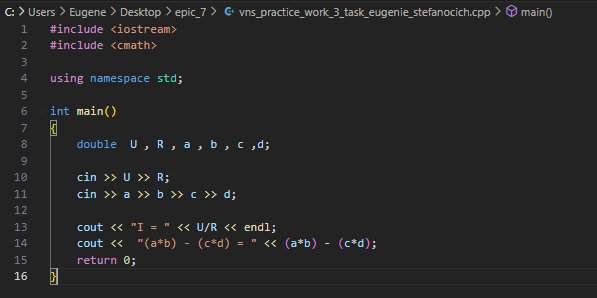 C: > Users > Eugene > Desktop > epic_7 > vns_practice_work_3_task_eugenie_stefanocich.cpp > main()
1 #include <iostream>
2 #include <cmath>
3
4 using namespace std;
5
6 int main()
7 {
8 double  U , R , a , b , c ,d;
9
10 cin >> U >> R;
11 cin >> a >> b >> c >> d;
12
13 cout << "I = " << U/R << endl;
14 cout <<  "(a*b) - (c*d) = " << (a*b) - (c*d);
15 return 0;
16 }